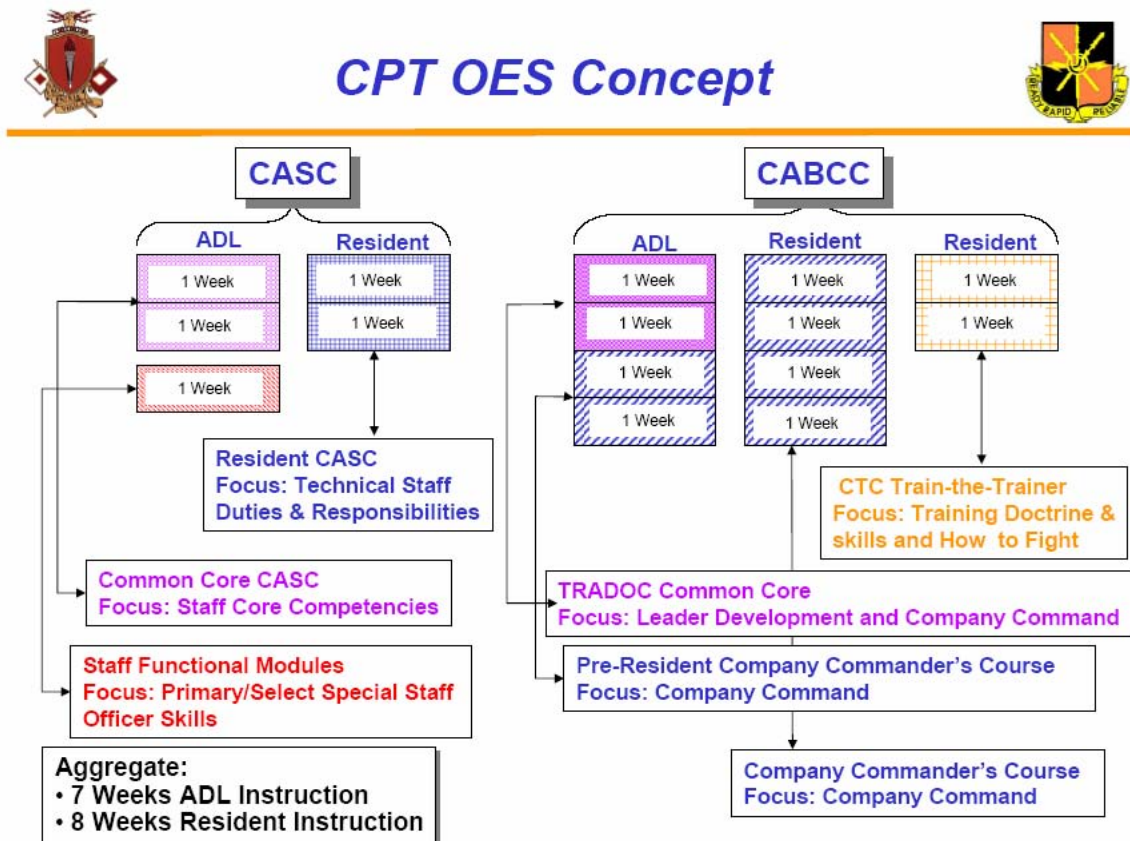 CPT OES Concept
READY RAPID RELIABLE
CASC
ADL
Resident
1 Week
1 Week
1 Week
1 Week
1 Week
Resident CASC
Focus: Technical Staff
Duties & Responsibilities
Common Core CASC
Focus: Staff Core Competencies
Staff Functional Modules
Focus: Primary/Select Special Staff
Officer Skills
Aggregate:
• 7 Weeks ADL Instruction
• 8 Weeks Resident Instruction
CABCC
ADL
Resident
Resident
1 Week
1 Week
1 Week
1 Week
1 Week
1 Week
1 Week
1 Week
1 Week
1 Week
CTC Train-the-Trainer
Focus: Training Doctrine &
skills and How to Fight
TRADOC Common Core
Focus: Leader Development and Company Command
Pre-Resident Company Commander's Course
Focus: Company Command
Company Commander's Course
Focus: Company Command